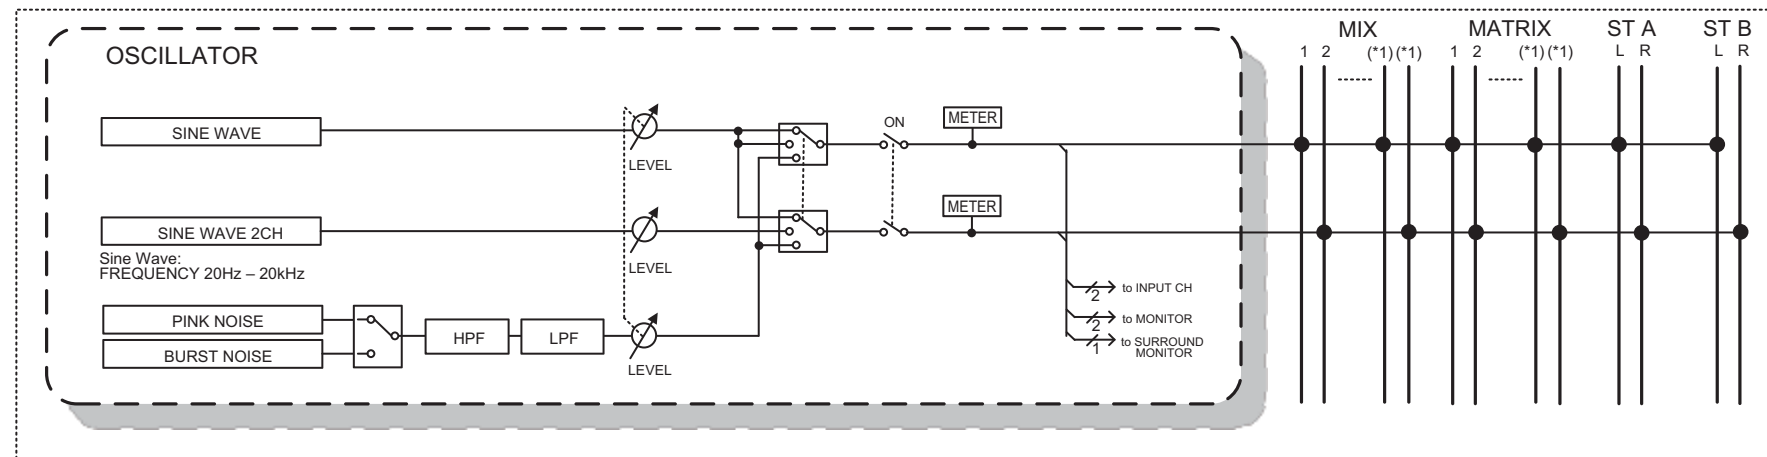 OSCILLATOR
MIX
MATRIX
ST A
ST B
1 2 ........ (*1) (*1)
1 2 ........ (*1) (*1)
L R
L R
SINE WAVE
LEVEL
ON
METER
SINE WAVE 2CH
Sine Wave:
FREQUENCY 20Hz – 20kHz
LEVEL
METER
PINK NOISE
BURST NOISE
HPF
LPF
LEVEL
2
to INPUT CH
2
to MONITOR
1
to SURROUND
MONITOR